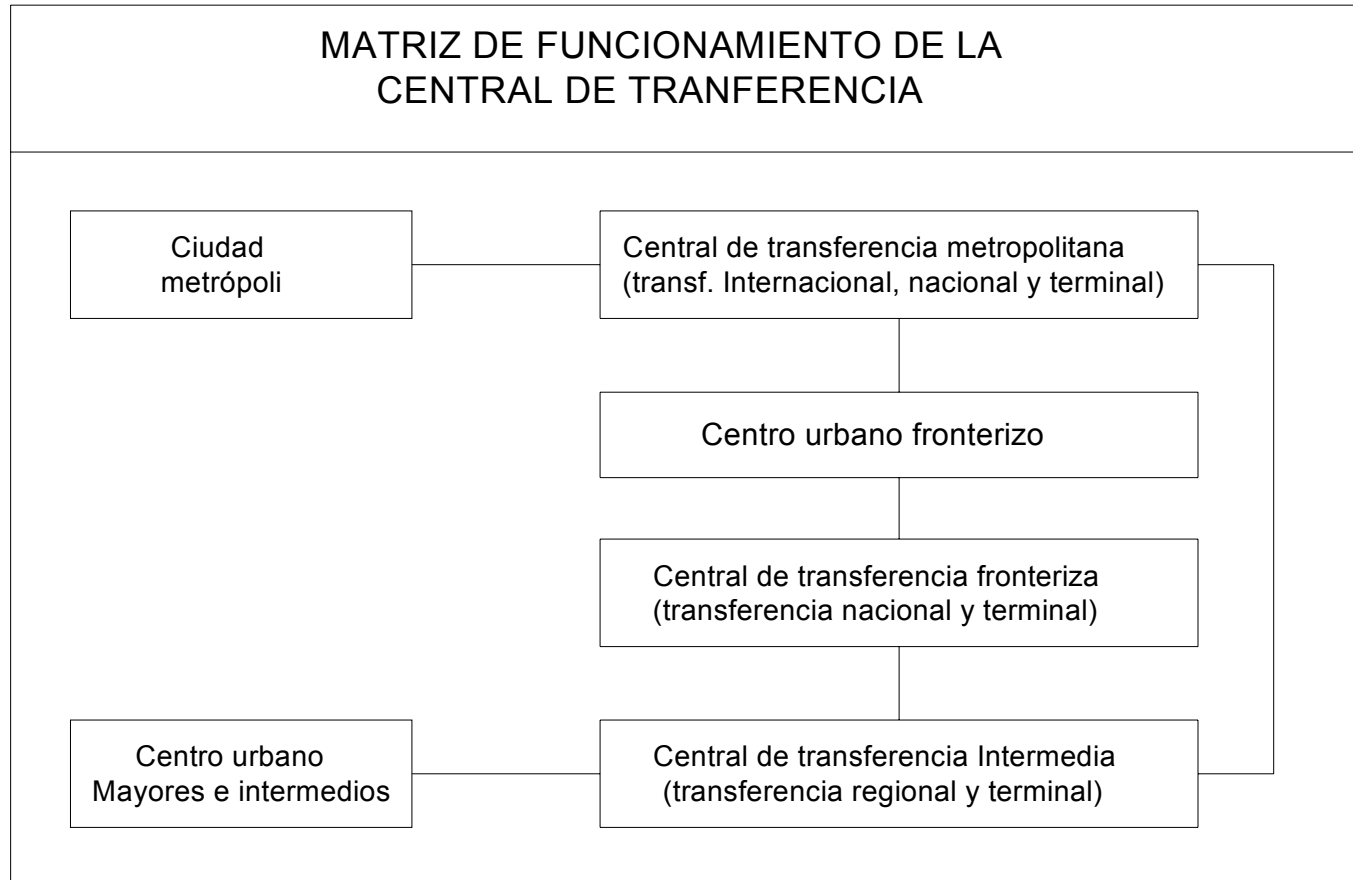 MATRIZ DE FUNCIONAMIENTO DE LA
CENTRAL DE TRANFERENCIA
Ciudad
metrópoli
Central de transferencia metropolitana
(transf. Internacional, nacional y terminal)
Centro urbano fronterizo
Central de transferencia fronteriza
(transferencia nacional y terminal)
Centro urbano
Mayores e intermedios
Central de transferencia Intermedia
(transferencia regional y terminal)